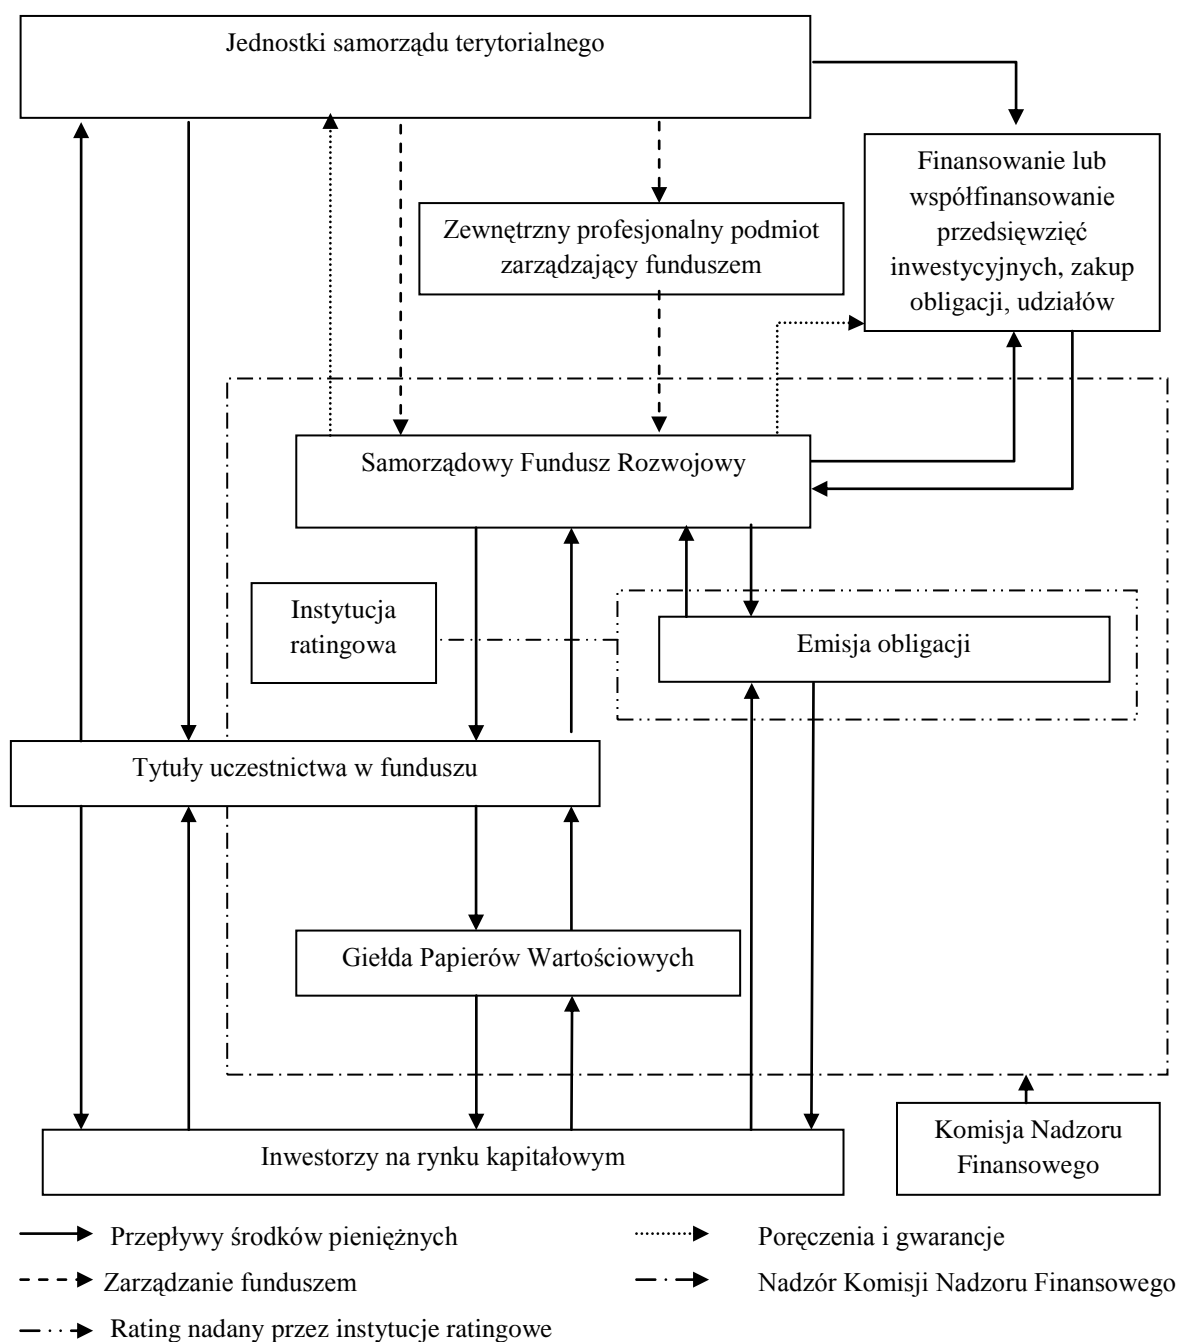 Jednostki samorządu terytorialnego
Finansowanie lub
współfinansowanie
przedsięwzięć
inwestycyjnych, zakup
obligacji, udziałów
Zewnętrzny profesjonalny podmiot
zarządzający funduszem
Samorządowy Fundusz Rozwojowy
Instytucja
ratingowa
Emisja obligacji
Tytuły uczestnictwa w funduszu
Giełda Papierów Wartościowych
Komisja Nadzoru
Finansowego
Inwestorzy na rynku kapitałowym
Przepływy środków pieniężnych
Poręczenia i gwarancje
Zarządzanie funduszem
Nadzór Komisji Nadzoru Finansowego
Rating nadany przez instytucje ratingowe